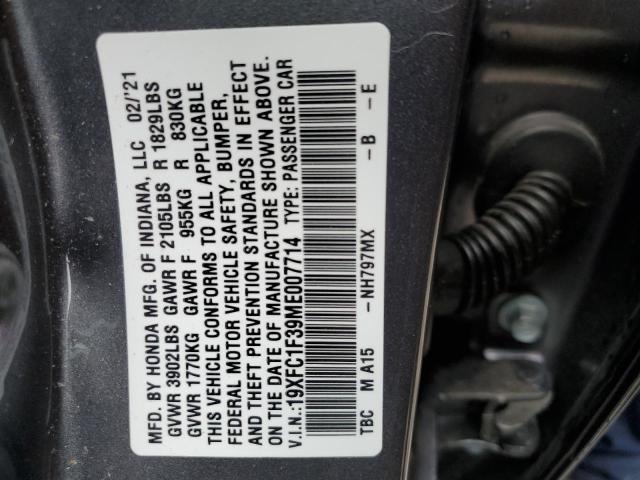 MFD. BY HONDA MFG. OF INDIANA, LLC 02/'21
GVWR 3902LBS GAWR F 2105LBS R 1829LBS
GVWR 1770KG GAWR F 955KG R 830KG
THIS VEHICLE CONFORMS TO ALL APPLICABLE
FEDERAL MOTOR VEHICLE SAFETY, BUMPER,
AND THEFT PREVENTION STANDARDS IN EFFECT
ON THE DATE OF MANUFACTURE SHOWN ABOVE.
V.I.N.:19XFC1F39ME007714 TYPE: PASSENGER CAR
TBC M A15 –NH797MX –B –E